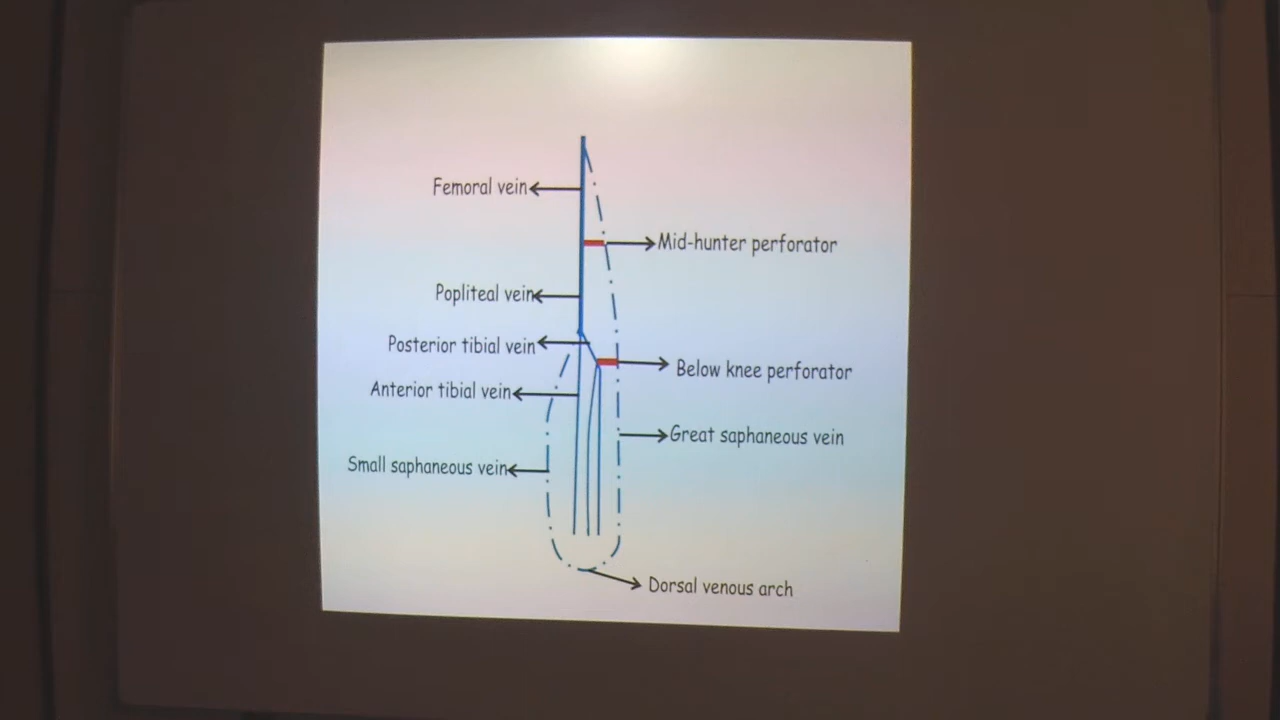 Femoral vein
Mid-hunter perforator
Popliteal vein
Posterior tibial vein
Below knee perforator
Anterior tibial vein
Great saphaneous vein
Small saphaneous vein
Dorsal venous arch